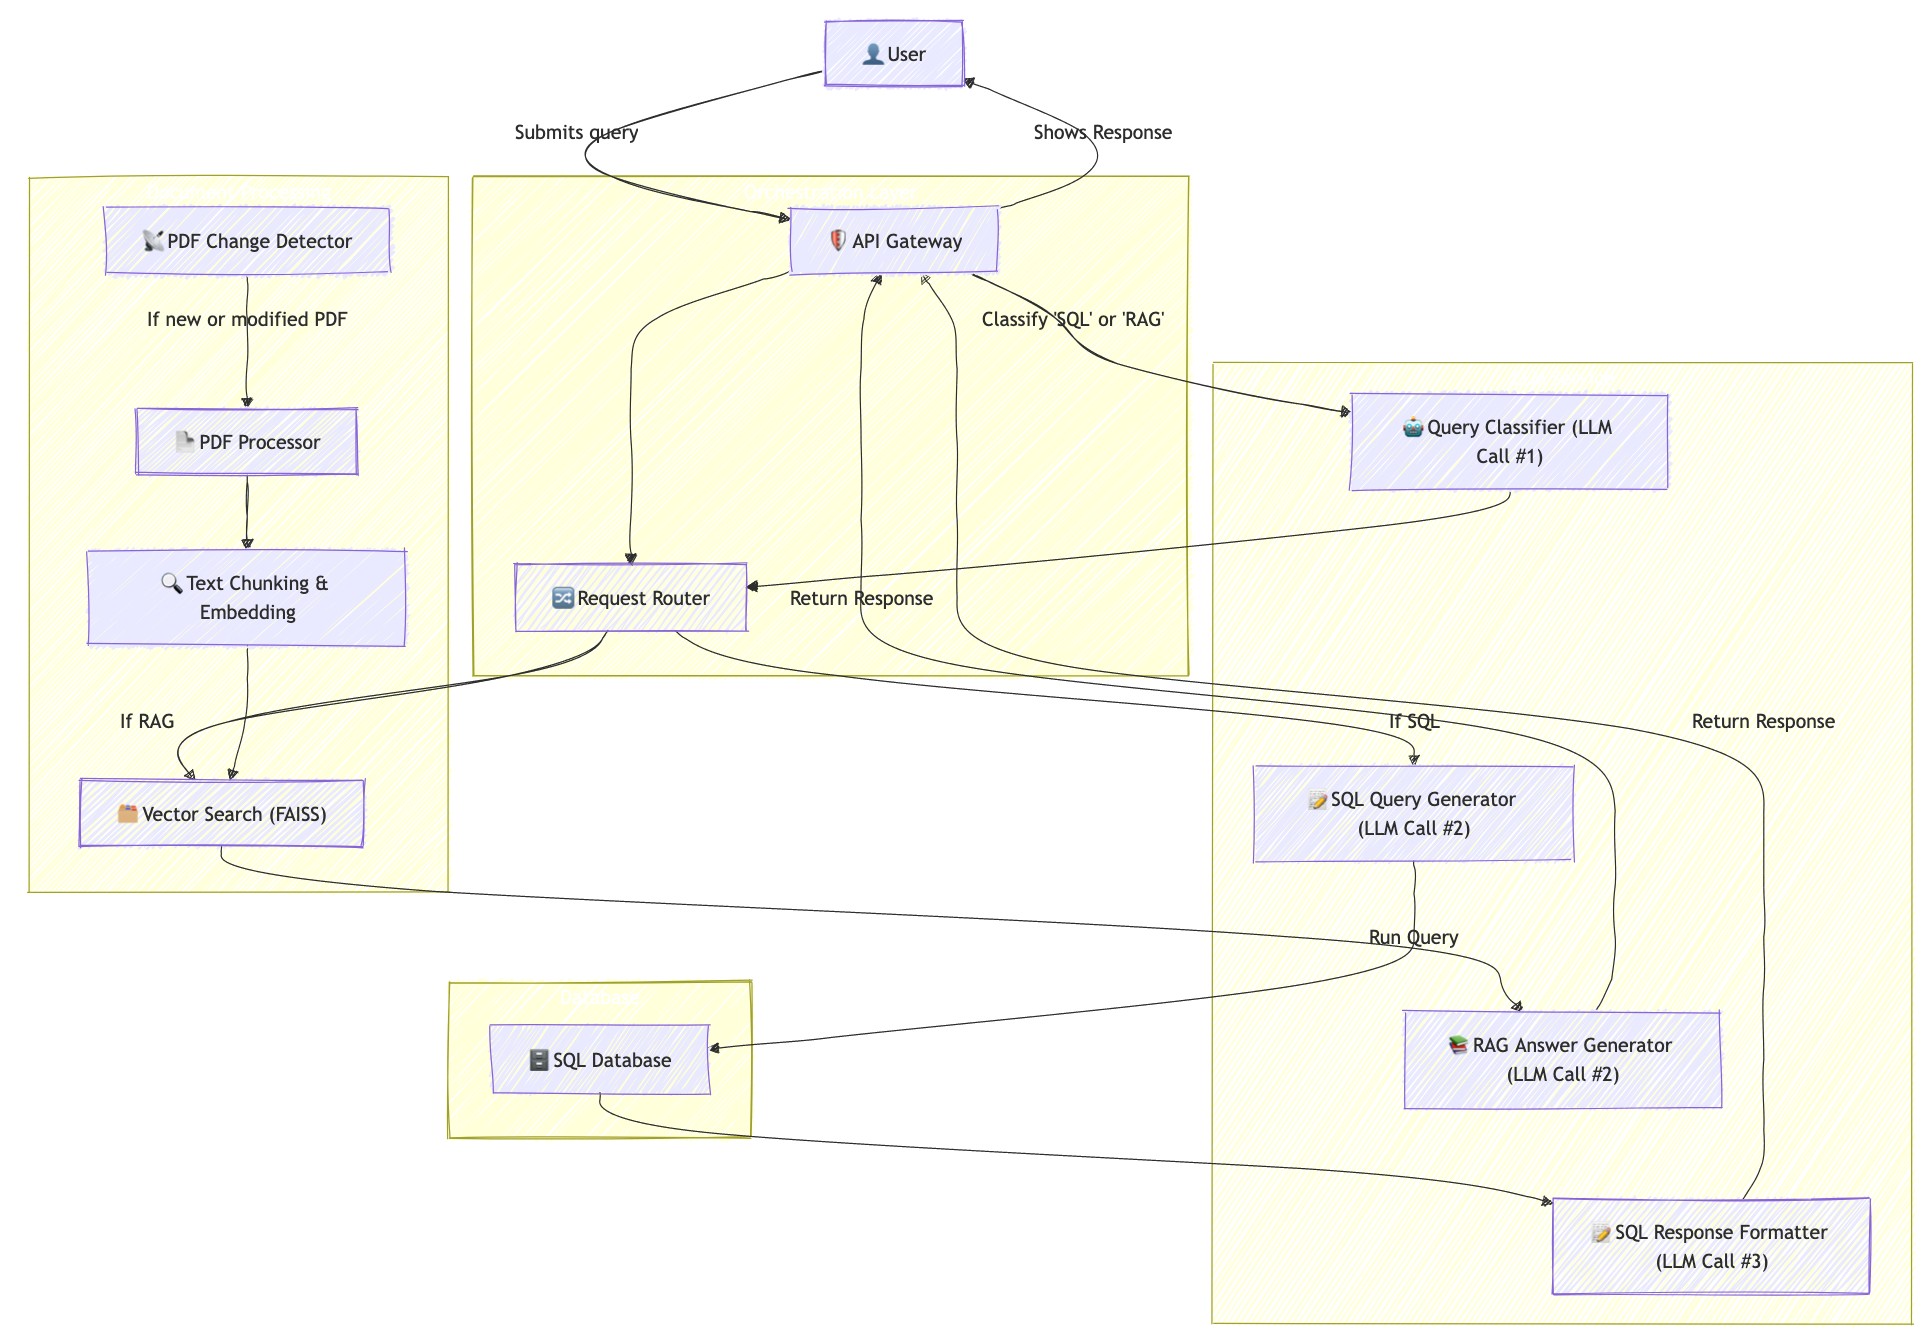 User
Submits query
Shows Response
API Gateway
PDF Change Detector
If new or modified PDF
Classify 'SQL' or 'RAG'
Query Classifier (LLM
Call #1)
PDF Processor
Text Chunking &
Embedding
Request Router
Return Response
If RAG
If SQL
Return Response
Vector Search (FAISS)
SQL Query Generator
(LLM Call #2)
Run Query
Database
SQL Database
RAG Answer Generator
(LLM Call #2)
SQL Response Formatter
(LLM Call #3)